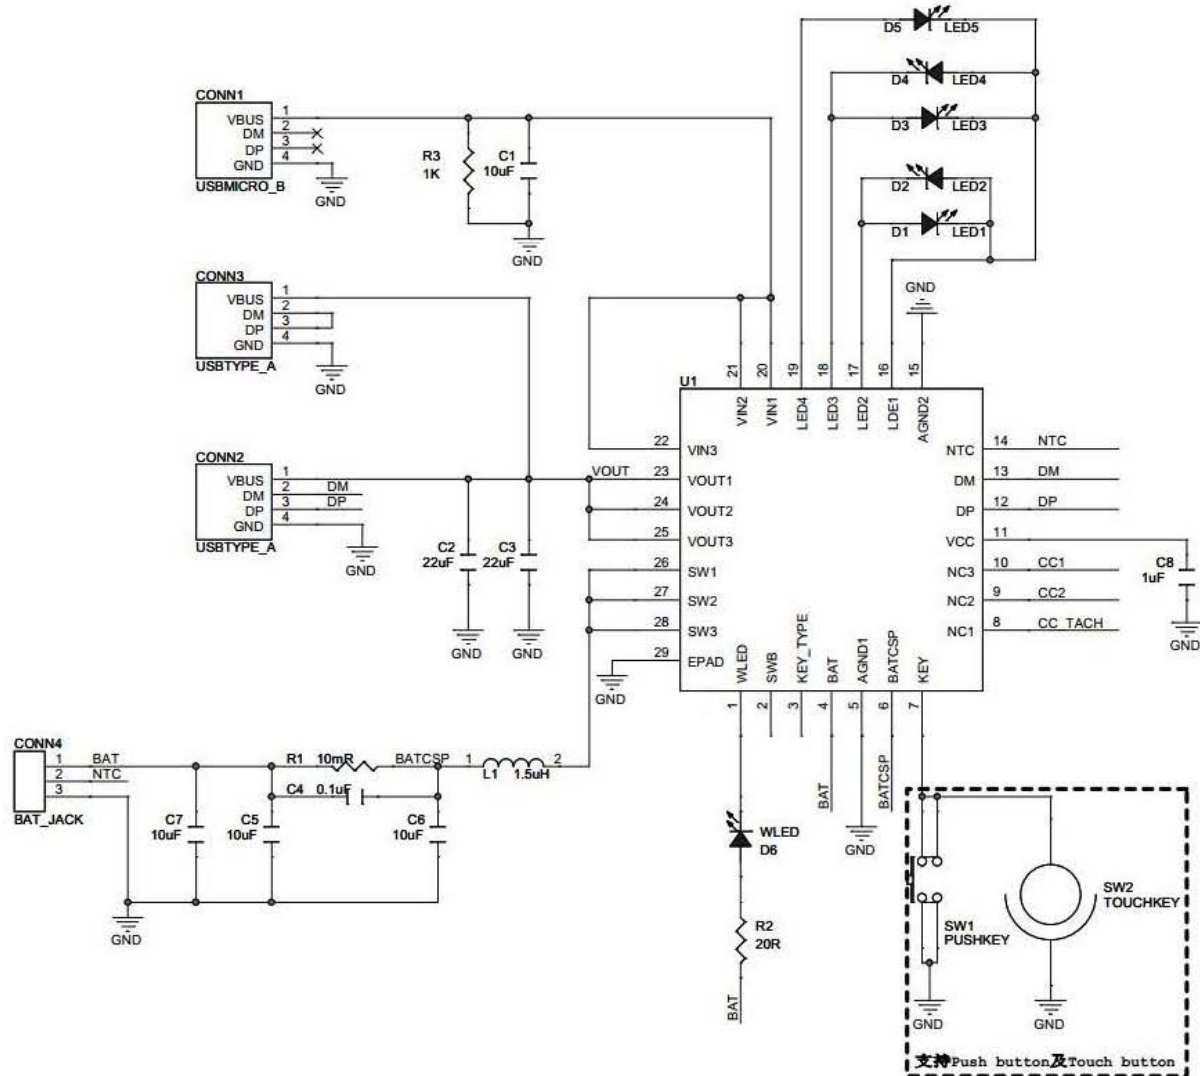 D5 LED5
D4 LED4
D3 LED3
D2 LED2
D1 LED1
CONN1
VBUS 1
DM 2
DP 3
GND 4
USBMICRO_B
GND
R3
1K
C1
10uF
GND
CONN3
VBUS 1
DM 2
DP 3
GND 4
USBTYPE_A
GND
GND
CONN2
VBUS 1
DM 2 DM
DP 3 DP
GND 4
USBTYPE_A
GND
C2
22uF
C3
22uF
GND
GND
VOUT
U1
21 VIN2
20 VIN1
19 LED4
18 LED3
17 LED2
16 LDE1
15 AGND2
22 VIN3
23 VOUT1
24 VOUT2
25 VOUT3
26 SW1
27 SW2
28 SW3
29 EPAD
GND
NTC 14 NTC
DM 13 DM
DP 12 DP
VCC 11
NC3 10 CC1
NC2 9 CC2
NC1 8 CC_TACH
C8
1uF
GND
WLED 1
SWB 2
KEY_TYPE 3
BAT 4
AGND1 5
BATCSP 6
KEY 7
BAT
GND
BATCSP
CONN4
1 BAT
2 NTC
3
BAT_JACK
R1 10mR
BATCSP
C4 0.1uF
1 L1 1.5uH 2
C7
10uF
C5
10uF
C6
10uF
GND
WLED
D6
R2
20R
BAT
SW1
PUSHKEY
SW2
TOUCHKEY
GND
GND
支持Push button及Touch button